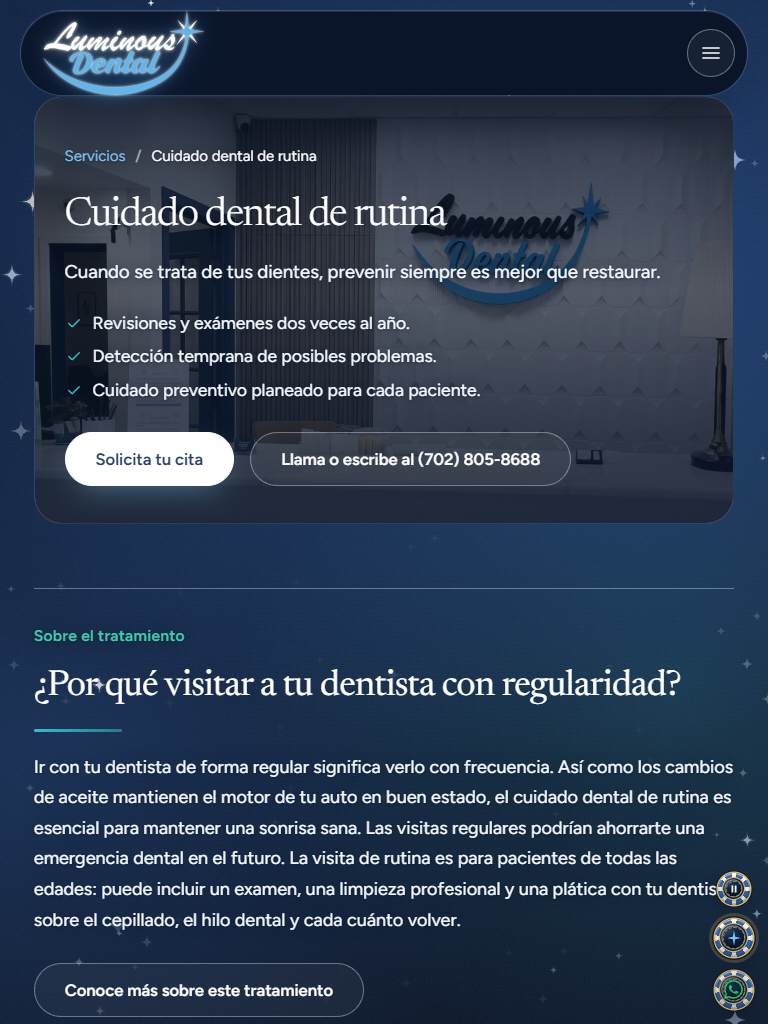 Luminous
Dental
Servicios / Cuidado dental de rutina
Luminous
Dental
Cuidado dental de rutina
Cuando se trata de tus dientes, prevenir siempre es mejor que restaurar.
Revisiones y exámenes dos veces al año.
Detección temprana de posibles problemas.
Cuidado preventivo planeado para cada paciente.
Solicita tu cita
Llama o escribe al (702) 805-8688
Sobre el tratamiento
¿Por qué visitar a tu dentista con regularidad?
Ir con tu dentista de forma regular significa verlo con frecuencia. Así como los cambios
de aceite mantienen el motor de tu auto en buen estado, el cuidado dental de rutina es
esencial para mantener una sonrisa sana. Las visitas regulares podrían ahorrarte una
emergencia dental en el futuro. La visita de rutina es para pacientes de todas las
edades: puede incluir un examen, una limpieza profesional y una plática con tu dentis
sobre el cepillado, el hilo dental y cada cuánto volver.
Conoce más sobre este tratamiento